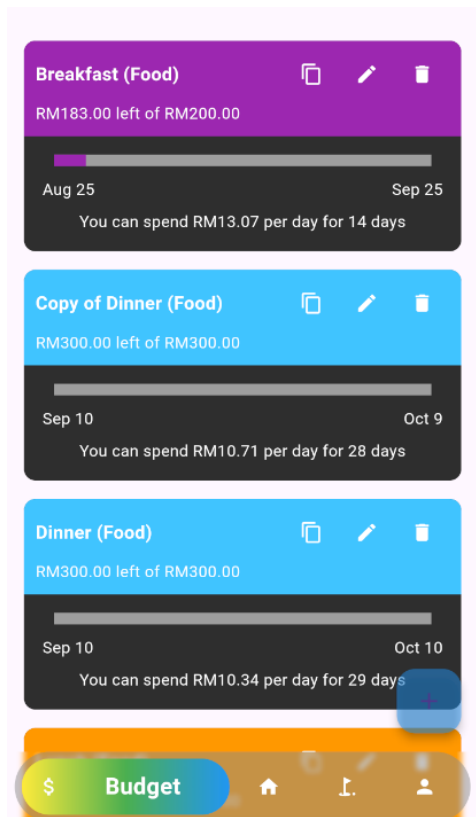 Breakfast (Food)
RM183.00 left of RM200.00
Aug 25
Sep 25
You can spend RM13.07 per day for 14 days
Copy of Dinner (Food)
RM300.00 left of RM300.00
Sep 10
Oct 9
You can spend RM10.71 per day for 28 days
Dinner (Food)
RM300.00 left of RM300.00
Sep 10
Oct 10
You can spend RM10.34 per day for 29 days
+
$ Budget